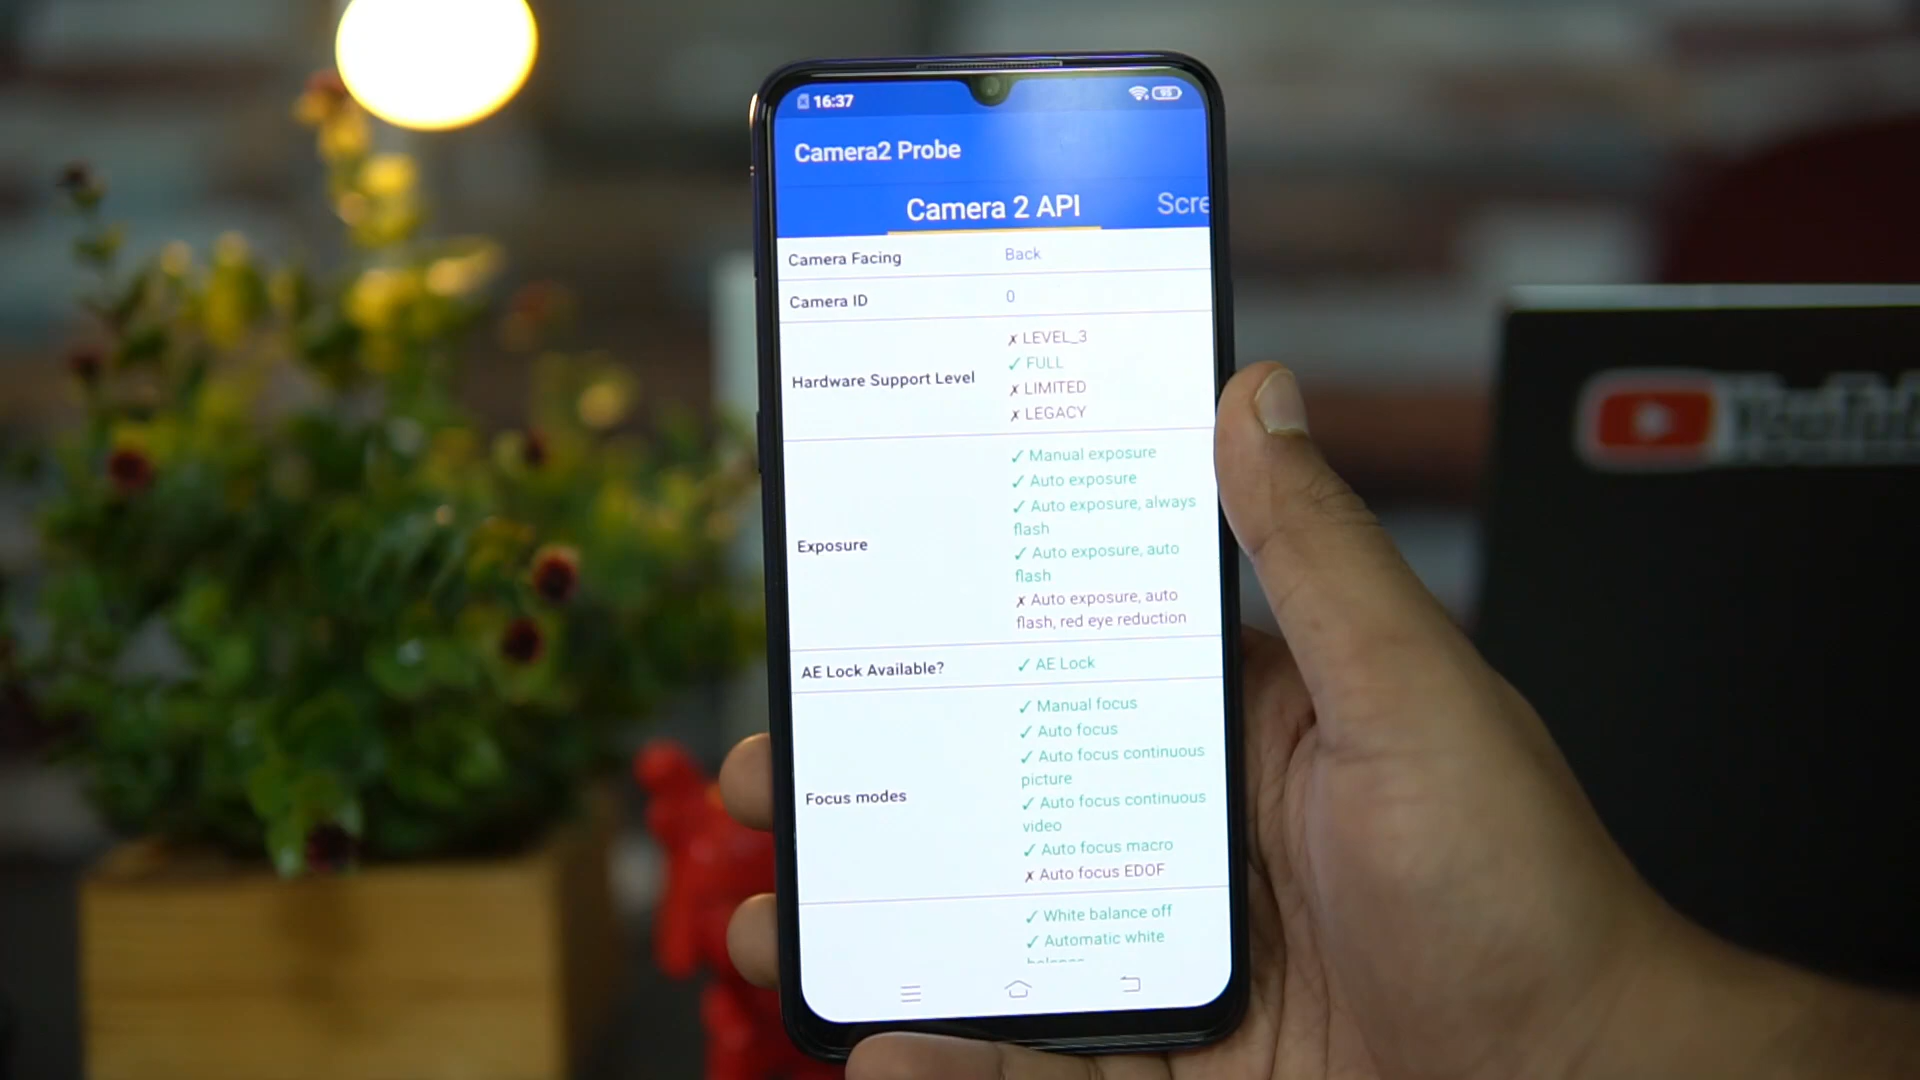 16:37
93
Camera2 Probe
Camera 2 API
Scre
Camera Facing
Back
Camera ID
0
Hardware Support Level
✗ LEVEL_3
✓ FULL
✗ LIMITED
✗ LEGACY
Exposure
✓ Manual exposure
✓ Auto exposure
✓ Auto exposure, always
flash
✓ Auto exposure, auto
flash
✗ Auto exposure, auto
flash, red eye reduction
AE Lock Available?
✓ AE Lock
Focus modes
✓ Manual focus
✓ Auto focus
✓ Auto focus continuous
picture
✓ Auto focus continuous
video
✓ Auto focus macro
✗ Auto focus EDOF
✓ White balance off
✓ Automatic white